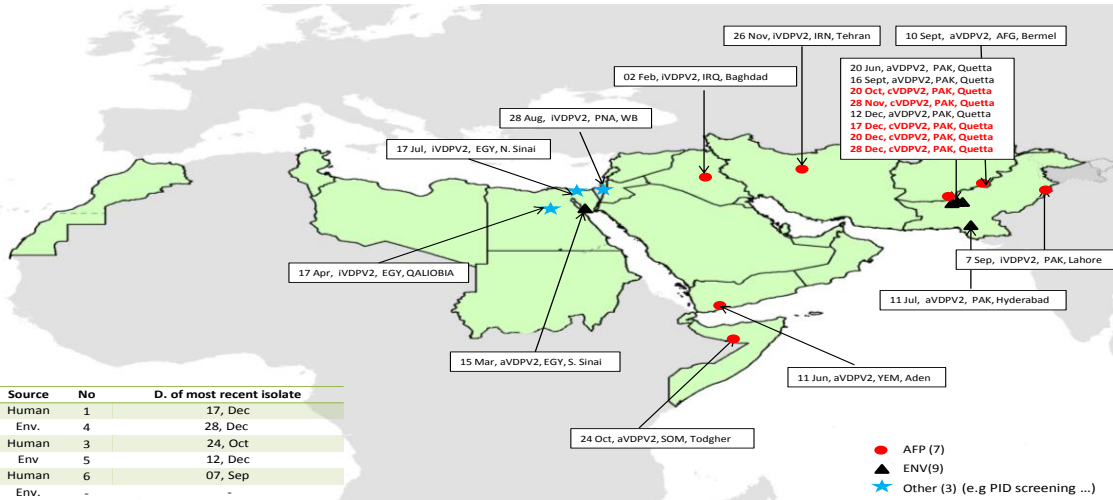 26 Nov, iVDPV2, IRN, Tehran
10 Sept, aVDPV2, AFG, Bermel
02 Feb, iVDPV2, IRQ, Baghdad
20 Jun, aVDPV2, PAK, Quetta
16 Sept, aVDPV2, PAK, Quetta
20 Oct, cVDPV2, PAK, Quetta
28 Nov, cVDPV2, PAK, Quetta
12 Dec, aVDPV2, PAK, Quetta
17 Dec, cVDPV2, PAK, Quetta
20 Dec, cVDPV2, PAK, Quetta
28 Dec, cVDPV2, PAK, Quetta
28 Aug, iVDPV2, PNA, WB
17 Jul, iVDPV2, EGY, N. Sinai
17 Apr, iVDPV2, EGY, QALIOBIA
7 Sep, iVDPV2, PAK, Lahore
11 Jul, aVDPV2, PAK, Hyderabad
15 Mar, aVDPV2, EGY, S. Sinai
11 Jun, aVDPV2, YEM, Aden
24 Oct, aVDPV2, SOM, Todgher
Source No D. of most recent isolate
Human 1 17, Dec
Env. 4 28, Dec
Human 3 24, Oct
Env 5 12, Dec
Human 6 07, Sep
Env. - -
AFP (7)
ENV(9)
Other (3) (e.g PID screening ...)